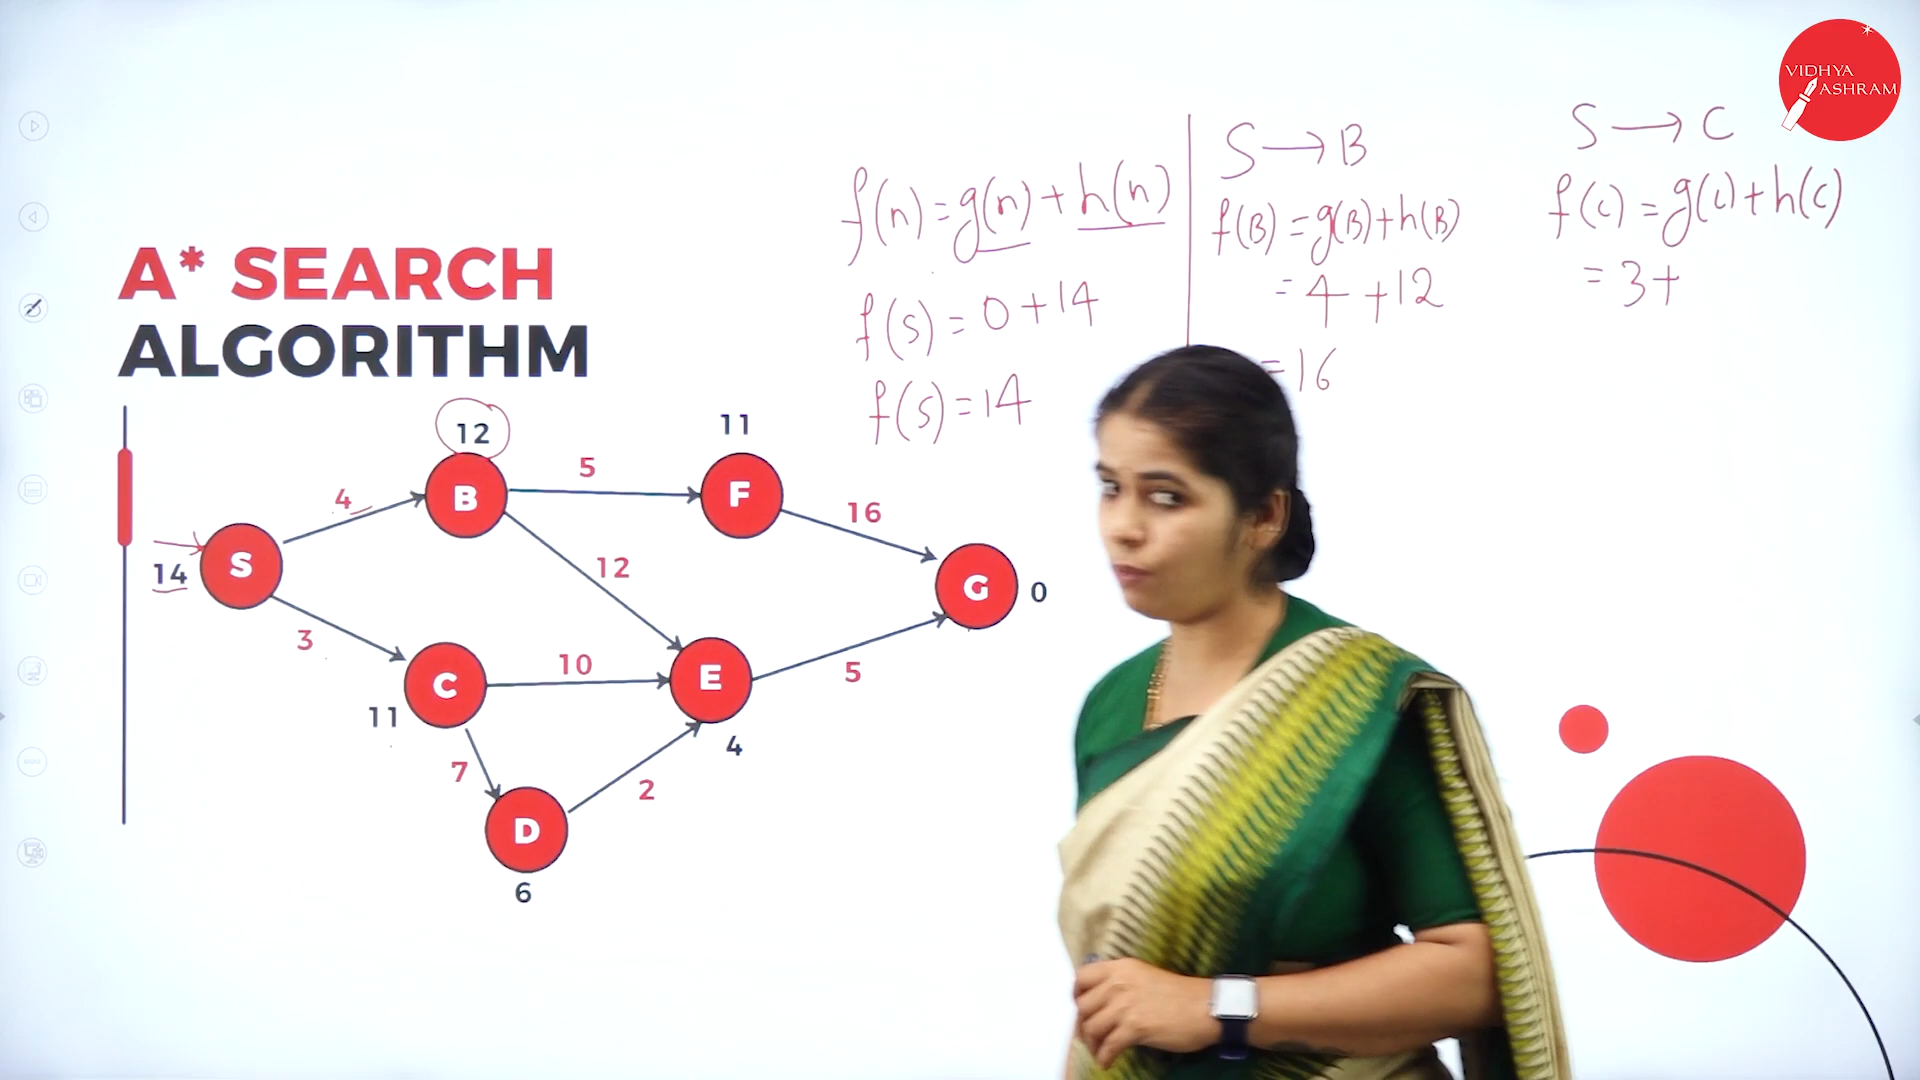 VIDHYA
ASHRAM
A* SEARCH
ALGORITHM
f(n) = g(n) + h(n)
f(s) = 0 + 14
f(s) = 14
S → B
f(B) = g(B) + h(B)
= 4 + 12
= 16
S → C
f(c) = g(c) + h(c)
= 3 +
12
11
B
5
F
4
16
S
14
12
G
0
3
10
5
C
E
11
4
7
2
D
6